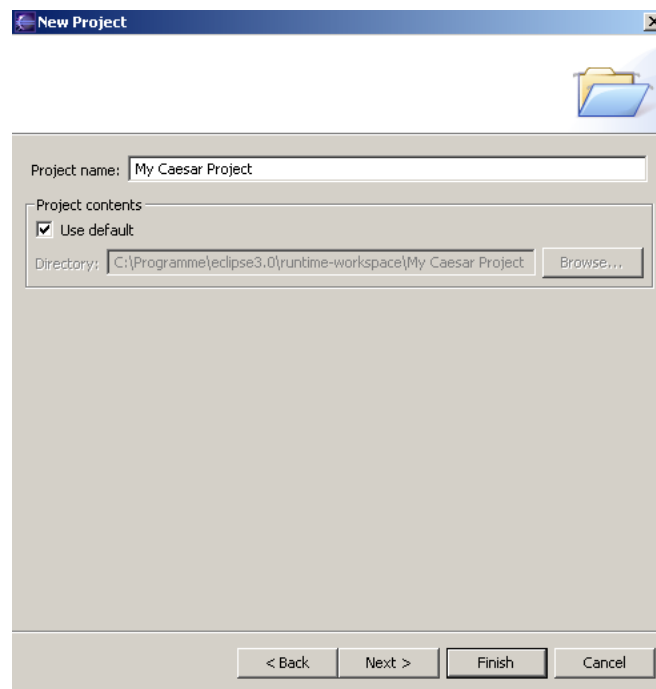 New Project
Project name: My Caesar Project
Project contents
Use default
Directory: C:\Programme\eclipse3.0\runtime-workspace\My Caesar Project Browse...
< Back Next > Finish Cancel